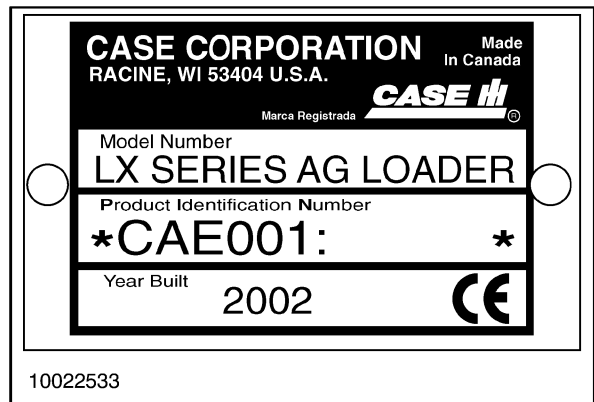 CASE CORPORATION
RACINE, WI 53404 U.S.A.
Made
In Canada
Marca Registrada
CASE IH ®
Model Number
LX SERIES AG LOADER
Product Identification Number
*CAE001: *
Year Built
2002 CE
10022533